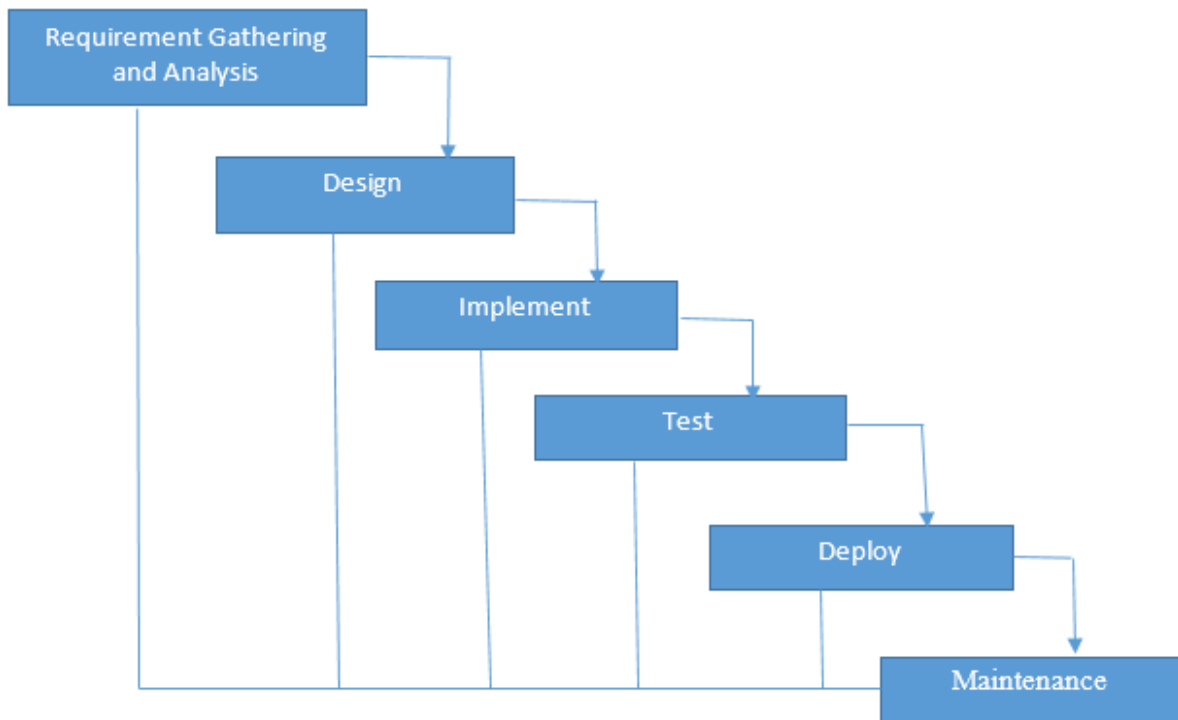 Requirement Gathering
and Analysis
Design
Implement
Test
Deploy
Maintenance